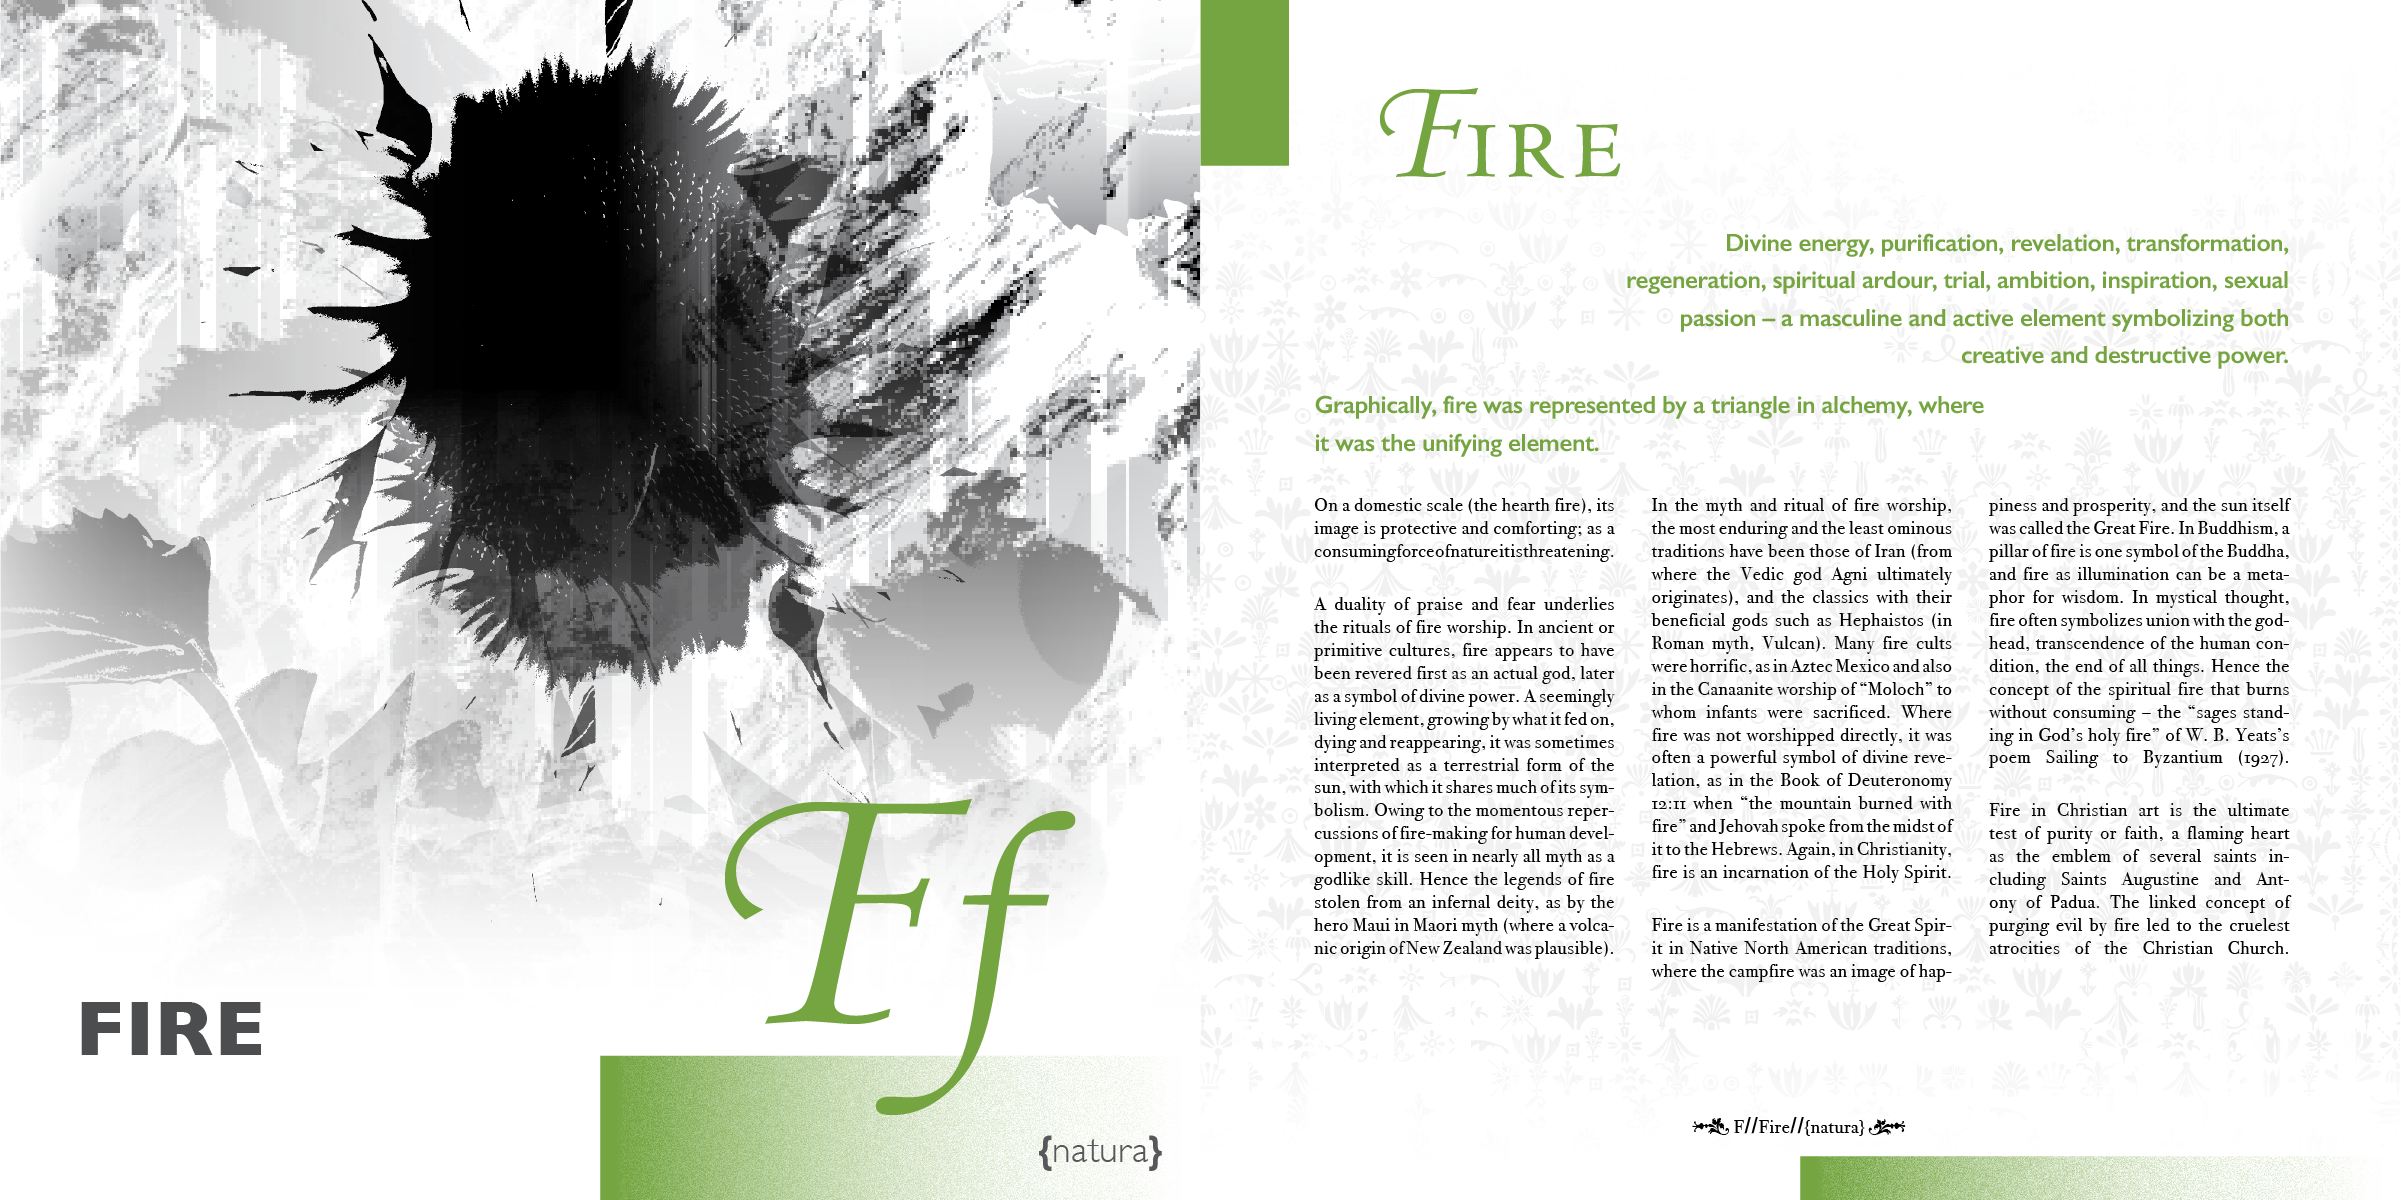 Ff
FIRE
{natura}
FIRE
Divine energy, purification, revelation, transformation,
regeneration, spiritual ardour, trial, ambition, inspiration, sexual
passion – a masculine and active element symbolizing both
creative and destructive power.
Graphically, fire was represented by a triangle in alchemy, where
it was the unifying element.
On a domestic scale (the hearth fire), its
image is protective and comforting; as a
consumingforceofnatureitisthreatening.
A duality of praise and fear underlies
the rituals of fire worship. In ancient or
primitive cultures, fire appears to have
been revered first as an actual god, later
as a symbol of divine power. A seemingly
living element, growing by what it fed on,
dying and reappearing, it was sometimes
interpreted as a terrestrial form of the
sun, with which it shares much of its sym-
bolism. Owing to the momentous reper-
cussions of fire-making for human devel-
opment, it is seen in nearly all myth as a
godlike skill. Hence the legends of fire
stolen from an infernal deity, as by the
hero Maui in Maori myth (where a volca-
nic origin of New Zealand was plausible).
In the myth and ritual of fire worship,
the most enduring and the least ominous
traditions have been those of Iran (from
where the Vedic god Agni ultimately
originates), and the classics with their
beneficial gods such as Hephaistos (in
Roman myth, Vulcan). Many fire cults
were horrific, as in Aztec Mexico and also
in the Canaanite worship of “Moloch” to
whom infants were sacrificed. Where
fire was not worshipped directly, it was
often a powerful symbol of divine reve-
lation, as in the Book of Deuteronomy
12:11 when “the mountain burned with
fire” and Jehovah spoke from the midst of
it to the Hebrews. Again, in Christianity,
fire is an incarnation of the Holy Spirit.
Fire is a manifestation of the Great Spir-
it in Native North American traditions,
where the campfire was an image of hap-
piness and prosperity, and the sun itself
was called the Great Fire. In Buddhism, a
pillar of fire is one symbol of the Buddha,
and fire as illumination can be a meta-
phor for wisdom. In mystical thought,
fire often symbolizes union with the god-
head, transcendence of the human con-
dition, the end of all things. Hence the
concept of the spiritual fire that burns
without consuming – the “sages stand-
ing in God’s holy fire” of W. B. Yeats’s
poem Sailing to Byzantium (1927).
Fire in Christian art is the ultimate
test of purity or faith, a flaming heart
as the emblem of several saints in-
cluding Saints Augustine and Ant-
ony of Padua. The linked concept of
purging evil by fire led to the cruelest
atrocities of the Christian Church.
F//Fire//{natura}